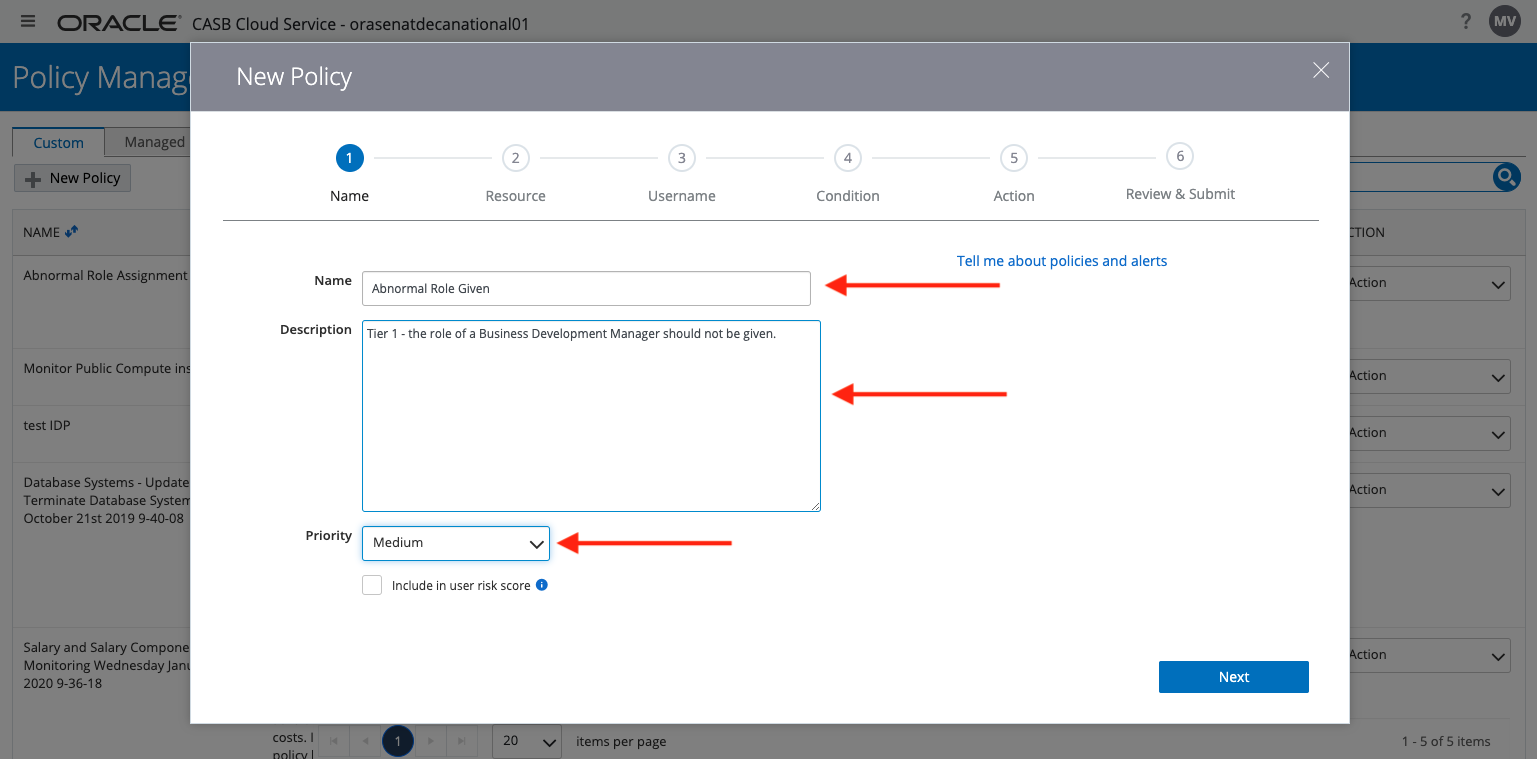 ORACLE® CASB Cloud Service - orasenatdecanational01 ? MV
Policy Manag
New Policy
Custom Managed
New Policy
1 2 3 4 5 6
Name Resource Username Condition Action Review & Submit
NAME
CTION
Tell me about policies and alerts
Name Abnormal Role Given
Description Tier 1 - the role of a Business Development Manager should not be given.
Priority Medium
Include in user risk score
Next
Abnormal Role Assignment
Action
Monitor Public Compute ins
Action
test IDP
Action
Database Systems - Update
Terminate Database System
October 21st 2019 9-40-08
Action
Salary and Salary Compone
Monitoring Wednesday Janu
2020 9-36-18
Action
costs. I
policy
1 20 items per page 1 - 5 of 5 items